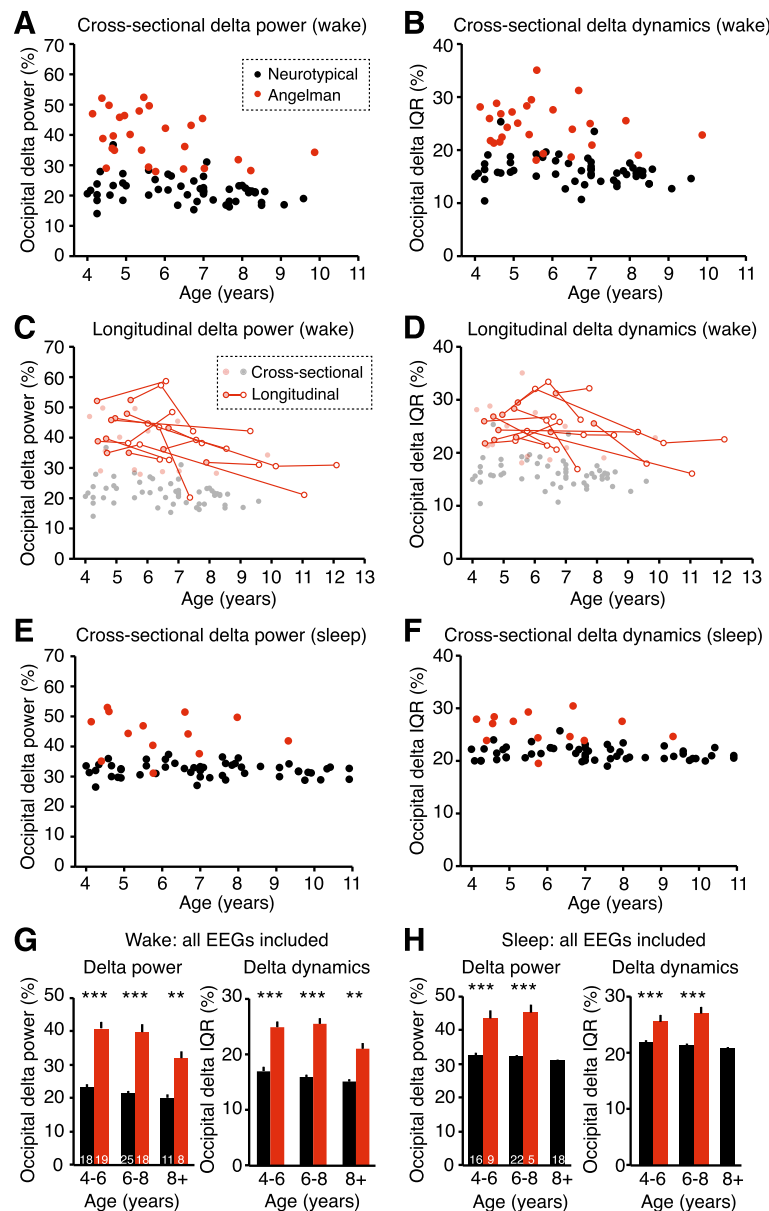 A Cross-sectional delta power (wake)
Occipital delta power (%)
70
60
50
40
30
20
10
0
Neurotypical
Angelman
4 5 6 7 8 9 10 11
Age (years)
B Cross-sectional delta dynamics (wake)
Occipital delta IQR (%)
40
30
20
10
0
4 5 6 7 8 9 10 11
Age (years)
C Longitudinal delta power (wake)
Occipital delta power (%)
70
60
50
40
30
20
10
0
Cross-sectional
Longitudinal
4 5 6 7 8 9 10 11 12 13
Age (years)
D Longitudinal delta dynamics (wake)
Occipital delta IQR (%)
40
30
20
10
0
4 5 6 7 8 9 10 11 12 13
Age (years)
E Cross-sectional delta power (sleep)
Occipital delta power (%)
70
60
50
40
30
20
10
0
4 5 6 7 8 9 10 11
Age (years)
F Cross-sectional delta dynamics (sleep)
Occipital delta IQR (%)
40
30
20
10
0
4 5 6 7 8 9 10 11
Age (years)
G Wake: all EEGs included
Delta power
Occipital delta power (%)
50
40
30
20
10
0
*** *** **
18 19 25 18 11 8
4-6 6-8 8+
Age (years)
Delta dynamics
Occipital delta IQR (%)
30
20
10
0
*** *** **
4-6 6-8 8+
Age (years)
H Sleep: all EEGs included
Delta power
Occipital delta power (%)
50
40
30
20
10
0
*** ***
16 9 22 5 18
4-6 6-8 8+
Age (years)
Delta dynamics
Occipital delta IQR (%)
30
20
10
0
*** ***
4-6 6-8 8+
Age (years)